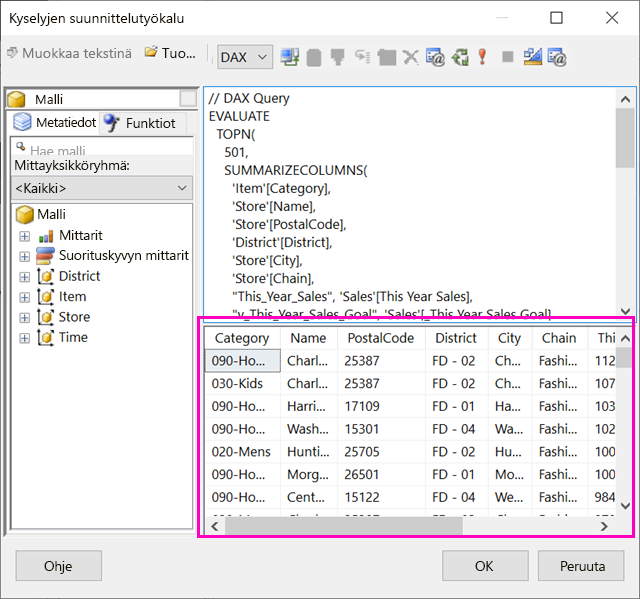 Kyselyjen suunnittelutyökalu
Muokkaa tekstinä Tuo... DAX
Malli
Metatiedot Funktiot
Hae malli
Mittayksikköryhmä:
<Kaikki>
Malli
Mittarit
Suorituskyvyn mittarit
District
Item
Store
Time
// DAX Query
EVALUATE
TOPN(
501,
SUMMARIZECOLUMNS(
'Item'[Category],
'Store'[Name],
'Store'[PostalCode],
'District'[District],
'Store'[City],
'Store'[Chain],
"This_Year_Sales", 'Sales'[This Year Sales],
"v_This_Year_Sales_Goal", 'Sales'[_This Year Sales Goal]
Category Name PostalCode District City Chain Thi
090-Ho... Charl... 25387 FD - 02 Ch... Fashi... 112
030-Kids Charl... 25387 FD - 02 Ch... Fashi... 107
090-Ho... Harri... 17109 FD - 01 Ha... Fashi... 103
090-Ho... Wash... 15301 FD - 04 Wa... Fashi... 102
020-Mens Hunti... 25705 FD - 02 Hu... Fashi... 100
090-Ho... Morg... 26501 FD - 01 Mo... Fashi... 100
090-Ho... Cent... 15122 FD - 04 We... Fashi... 984
Ohje OK Peruuta